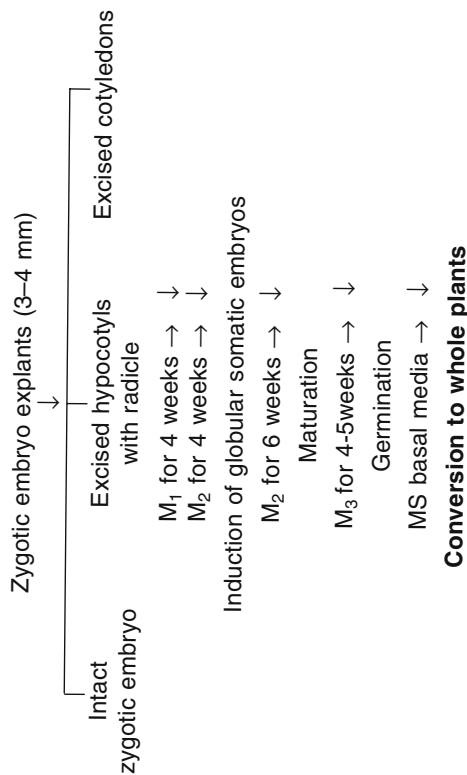 Zygotic embryo explants (3–4 mm)
↓
Intact
zygotic embryo
Excised hypocotyls
with radicle
Excised cotyledons
M₁ for 4 weeks → ↓
M₂ for 4 weeks → ↓
Induction of globular somatic embryos
M₂ for 6 weeks → ↓
Maturation
M₃ for 4-5weeks → ↓
Germination
MS basal media → ↓
Conversion to whole plants